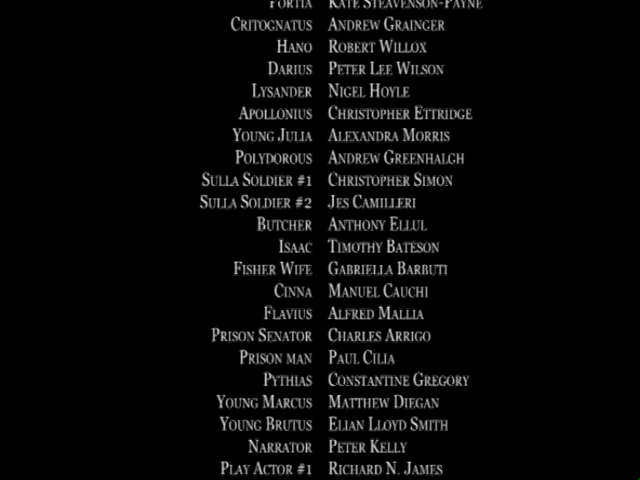 Portia Kate Steavenson-Payne
Critognatus Andrew Grainger
Hano Robert Willox
Darius Peter Lee Wilson
Lysander Nigel Hoyle
Apollonius Christopher Ettridge
Young Julia Alexandra Morris
Polydorous Andrew Greenhalgh
Sulla Soldier #1 Christopher Simon
Sulla Soldier #2 Jes Camilleri
Butcher Anthony Ellul
Isaac Timothy Bateson
Fisher Wife Gabriella Barbuti
Cinna Manuel Cauchi
Flavius Alfred Mallia
Prison Senator Charles Arrigo
Prison man Paul Cilia
Pythias Constantine Gregory
Young Marcus Matthew Diegan
Young Brutus Elian Lloyd Smith
Narrator Peter Kelly
Play Actor #1 Richard N. James